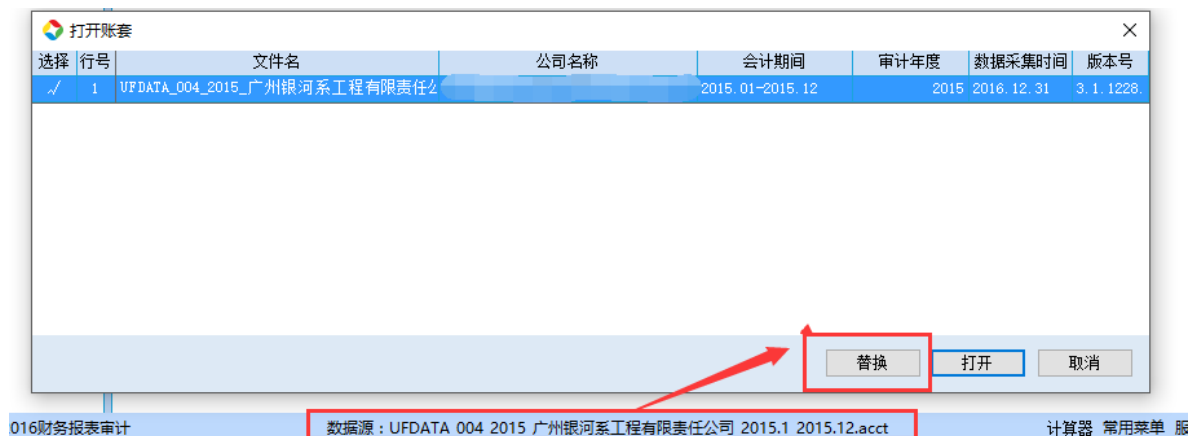 打开账套
选择 行号 文件名 公司名称 会计期间 审计年度 数据采集时间 版本号
√ 1 UFDATA_004_2015_广州银河系工程有限责任公 2015.01-2015.12 2015 2016.12.31 3.1.1228.
替换 打开 取消
016财务报表审计 数据源：UFDATA 004 2015 广州银河系工程有限责任公司 2015.1 2015.12.acct 计算器 常用菜单 服